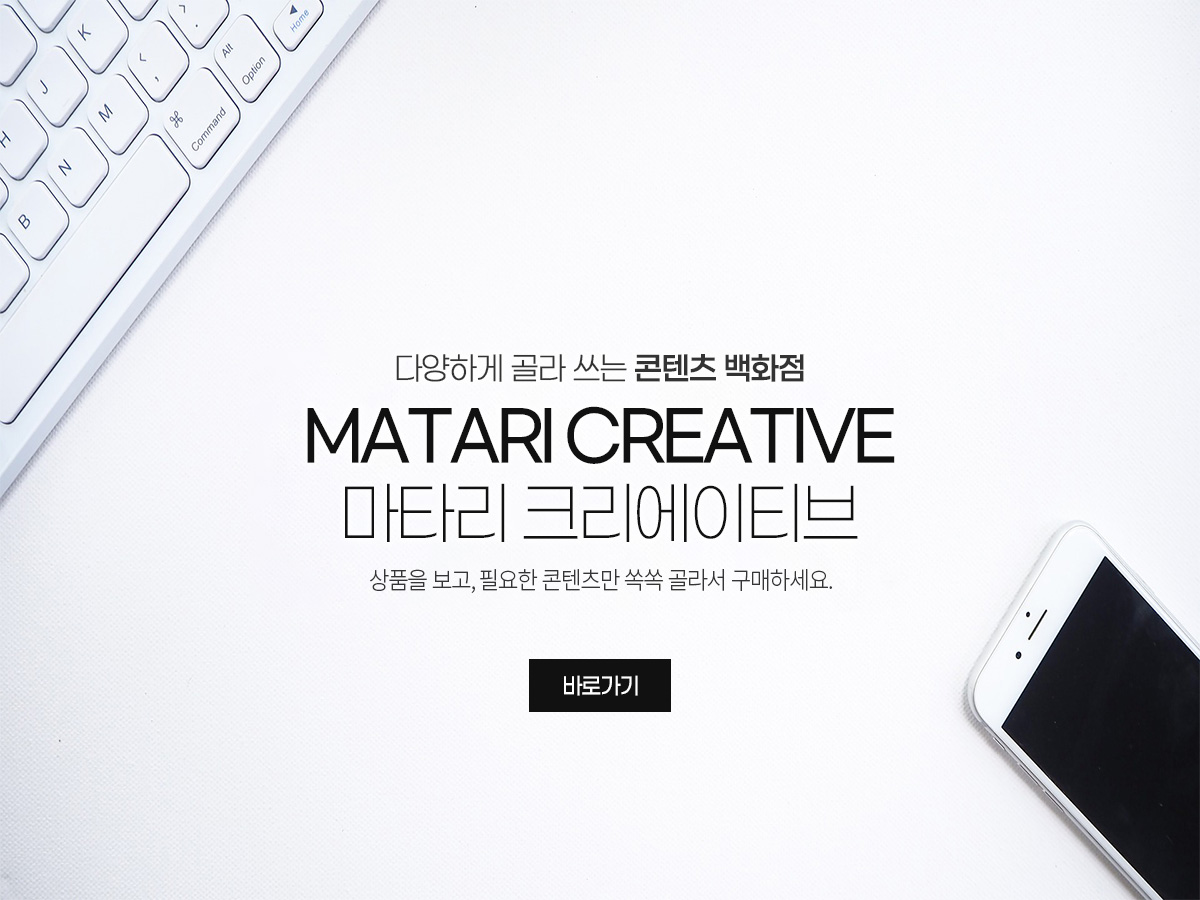 K
J
H
M
N
B
<
,
>
.
Alt
Option
⌘
Command
◀
Home
다양하게 골라 쓰는 콘텐츠 백화점
MATARI CREATIVE
마타리 크리에이티브
상품을 보고, 필요한 콘텐츠만 쏙쏙 골라서 구매하세요.
바로가기